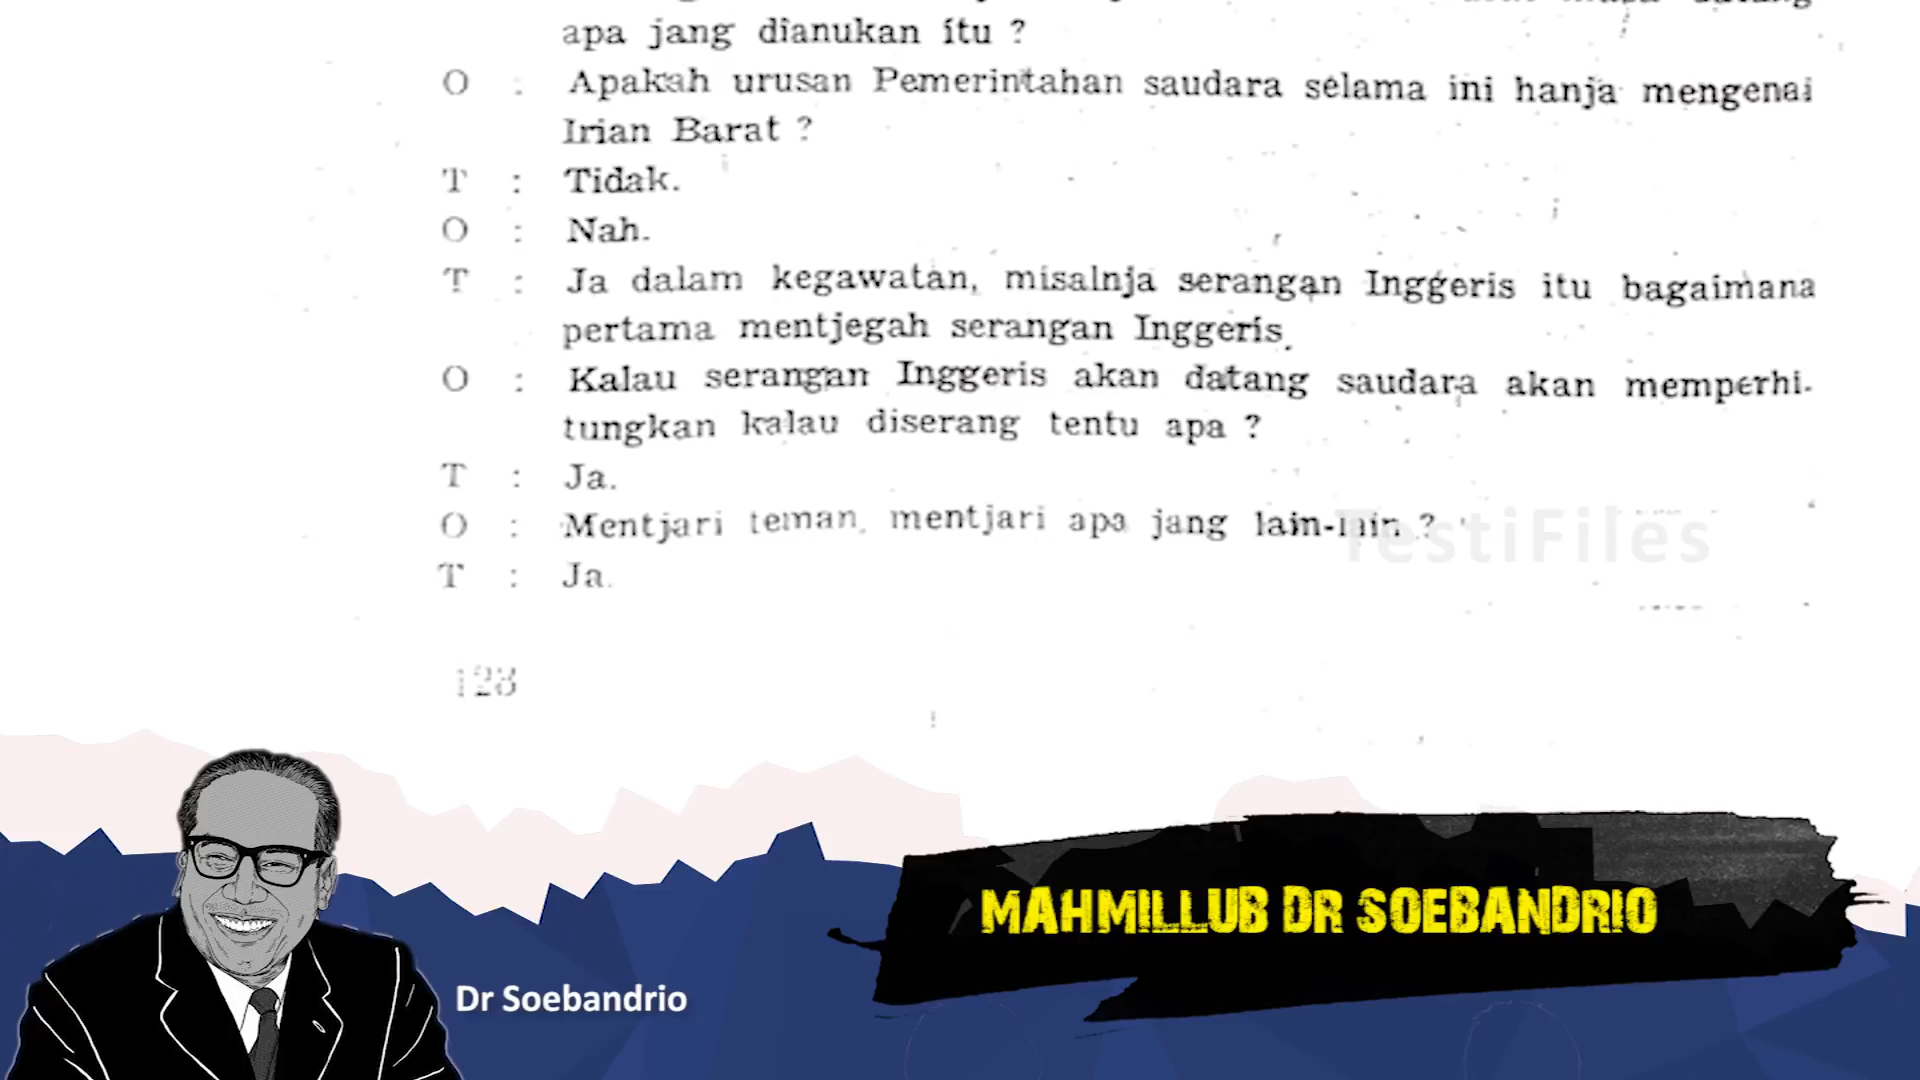 apa jang dianukan itu ?
O : Apakah urusan Pemerintahan saudara selama ini hanja mengenai
Irian Barat ?
T : Tidak.
O : Nah.
T : Ja dalam kegawatan, misalnja serangan Inggeris itu bagaimana
pertama mentjegah serangan Inggeris.
O : Kalau serangan Inggeris akan datang saudara akan memperhi-
tungkan kalau diserang tentu apa ?
T : Ja.
O : Mentjari teman, mentjari apa jang lain-lain ?
T : Ja.
TestiFiles
128
MAHMILLUB DR SOEBANDRIO
Dr Soebandrio